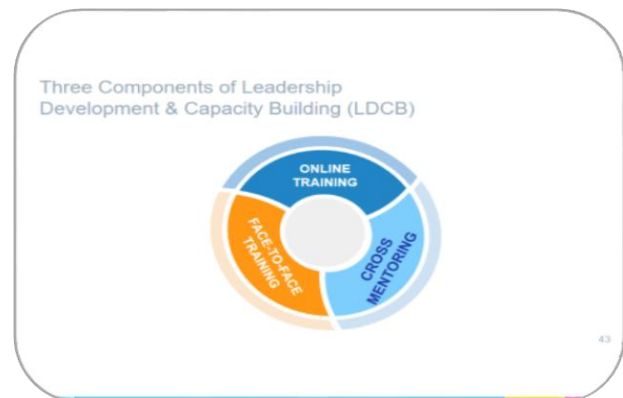 Three Components of Leadership
Development & Capacity Building (LDCB)
ONLINE
TRAINING
FACE-TO-FACE
TRAINING
CROSS
MENTORING
43